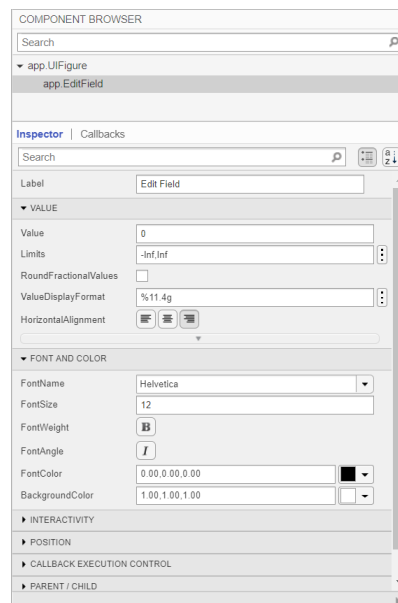 COMPONENT BROWSER
Search
app.UIFigure
app.EditField
Inspector | Callbacks
Search
Label Edit Field
VALUE
Value 0
Limits -Inf,Inf
RoundFractionalValues
ValueDisplayFormat %11.4g
HorizontalAlignment
FONT AND COLOR
FontName Helvetica
FontSize 12
FontWeight B
FontAngle I
FontColor 0.00,0.00,0.00
BackgroundColor 1.00,1.00,1.00
INTERACTIVITY
POSITION
CALLBACK EXECUTION CONTROL
PARENT / CHILD